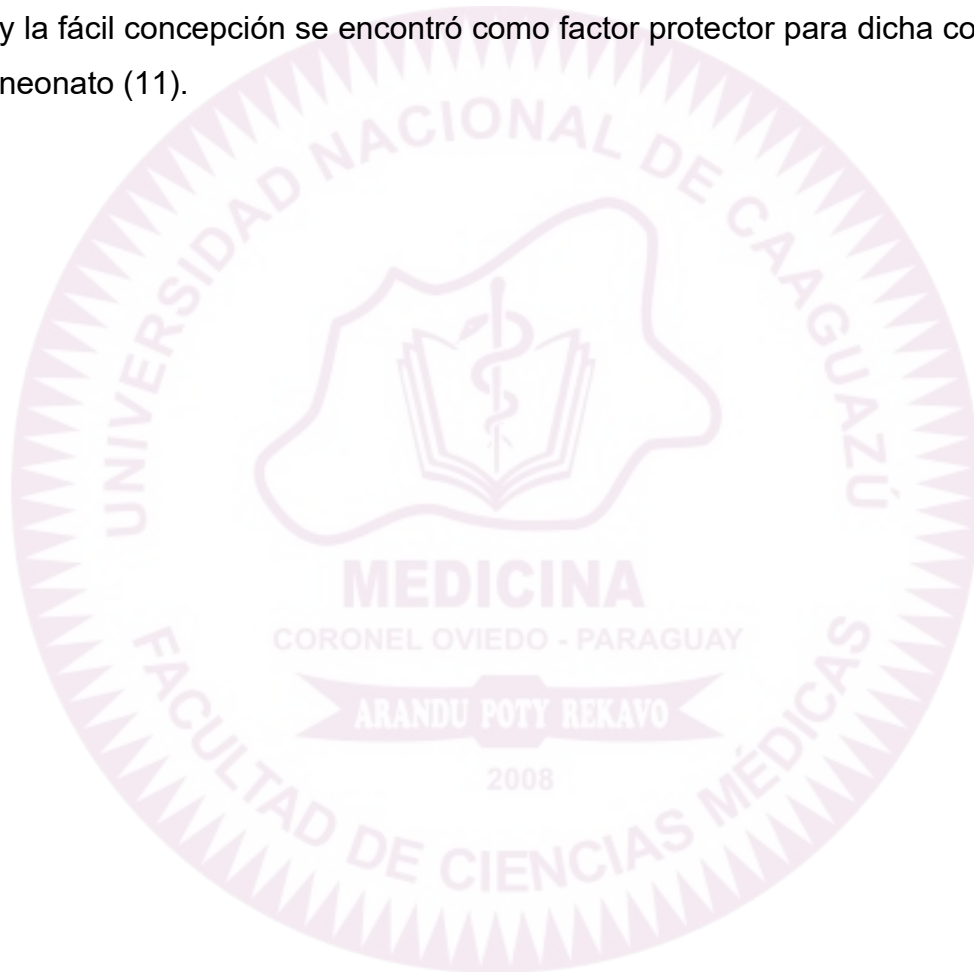 y la fácil concepción se encontró como factor protector para dicha co
neonato (11).
UNIVERSIDAD NACIONAL DE CAAGUAZÚ
MEDICINA
CORONEL OVIEDO - PARAGUAY
ARANDU POTY REKAVO
2008
FACULTAD DE CIENCIAS MÉDICAS